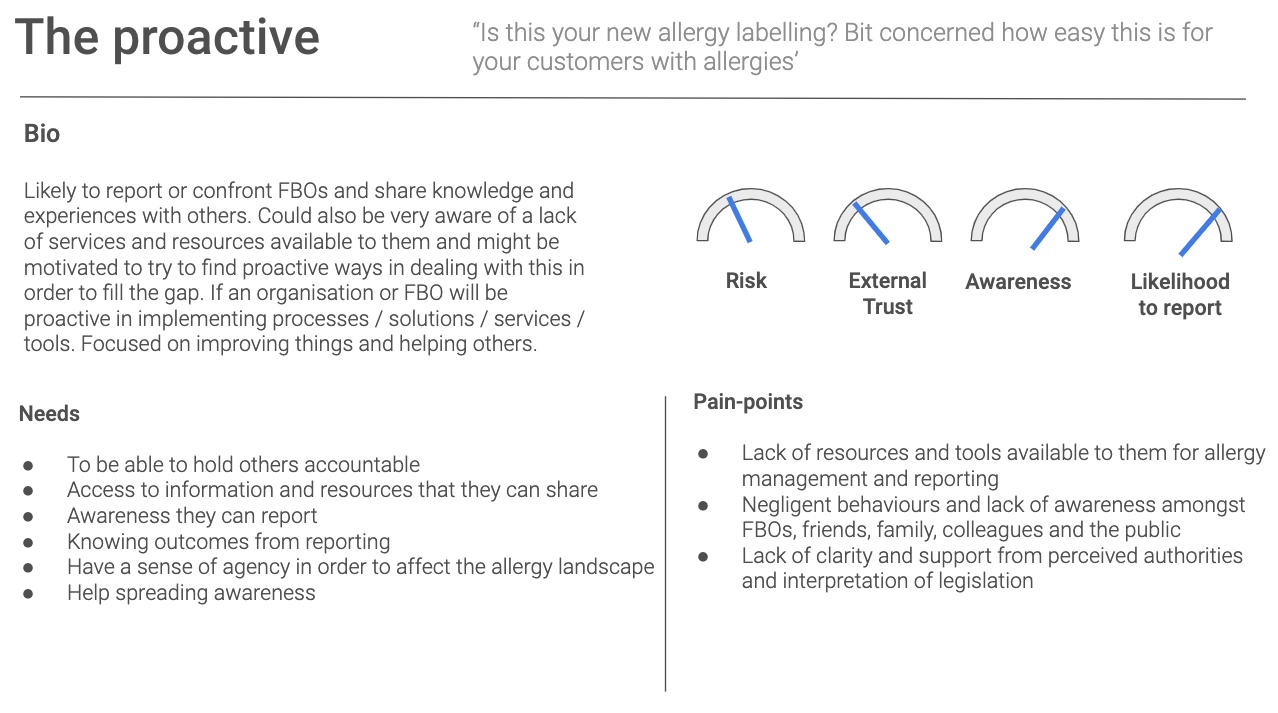 The proactive
“Is this your new allergy labelling? Bit concerned how easy this is for
your customers with allergies’
Bio
Likely to report or confront FBOs and share knowledge and
experiences with others. Could also be very aware of a lack
of services and resources available to them and might be
motivated to try to find proactive ways in dealing with this in
order to fill the gap. If an organisation or FBO will be
proactive in implementing processes / solutions / services /
tools. Focused on improving things and helping others.
Risk
External
Trust
Awareness
Likelihood
to report
Needs
● To be able to hold others accountable
● Access to information and resources that they can share
● Awareness they can report
● Knowing outcomes from reporting
● Have a sense of agency in order to affect the allergy landscape
● Help spreading awareness
Pain-points
● Lack of resources and tools available to them for allergy
management and reporting
● Negligent behaviours and lack of awareness amongst
FBOs, friends, family, colleagues and the public
● Lack of clarity and support from perceived authorities
and interpretation of legislation